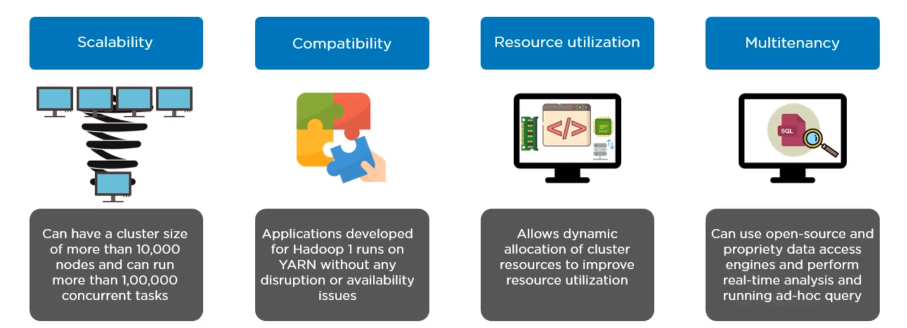 Scalability
Compatibility
Resource utilization
Multitenancy
</>
SQL
Can have a cluster size
of more than 10,000
nodes and can run
more than 1,00,000
concurrent tasks
Applications developed
for Hadoop 1 runs on
YARN without any
disruption or availability
issues
Allows dynamic
allocation of cluster
resources to improve
resource utilization
Can use open-source and
propriety data access
engines and perform
real-time analysis and
running ad-hoc query